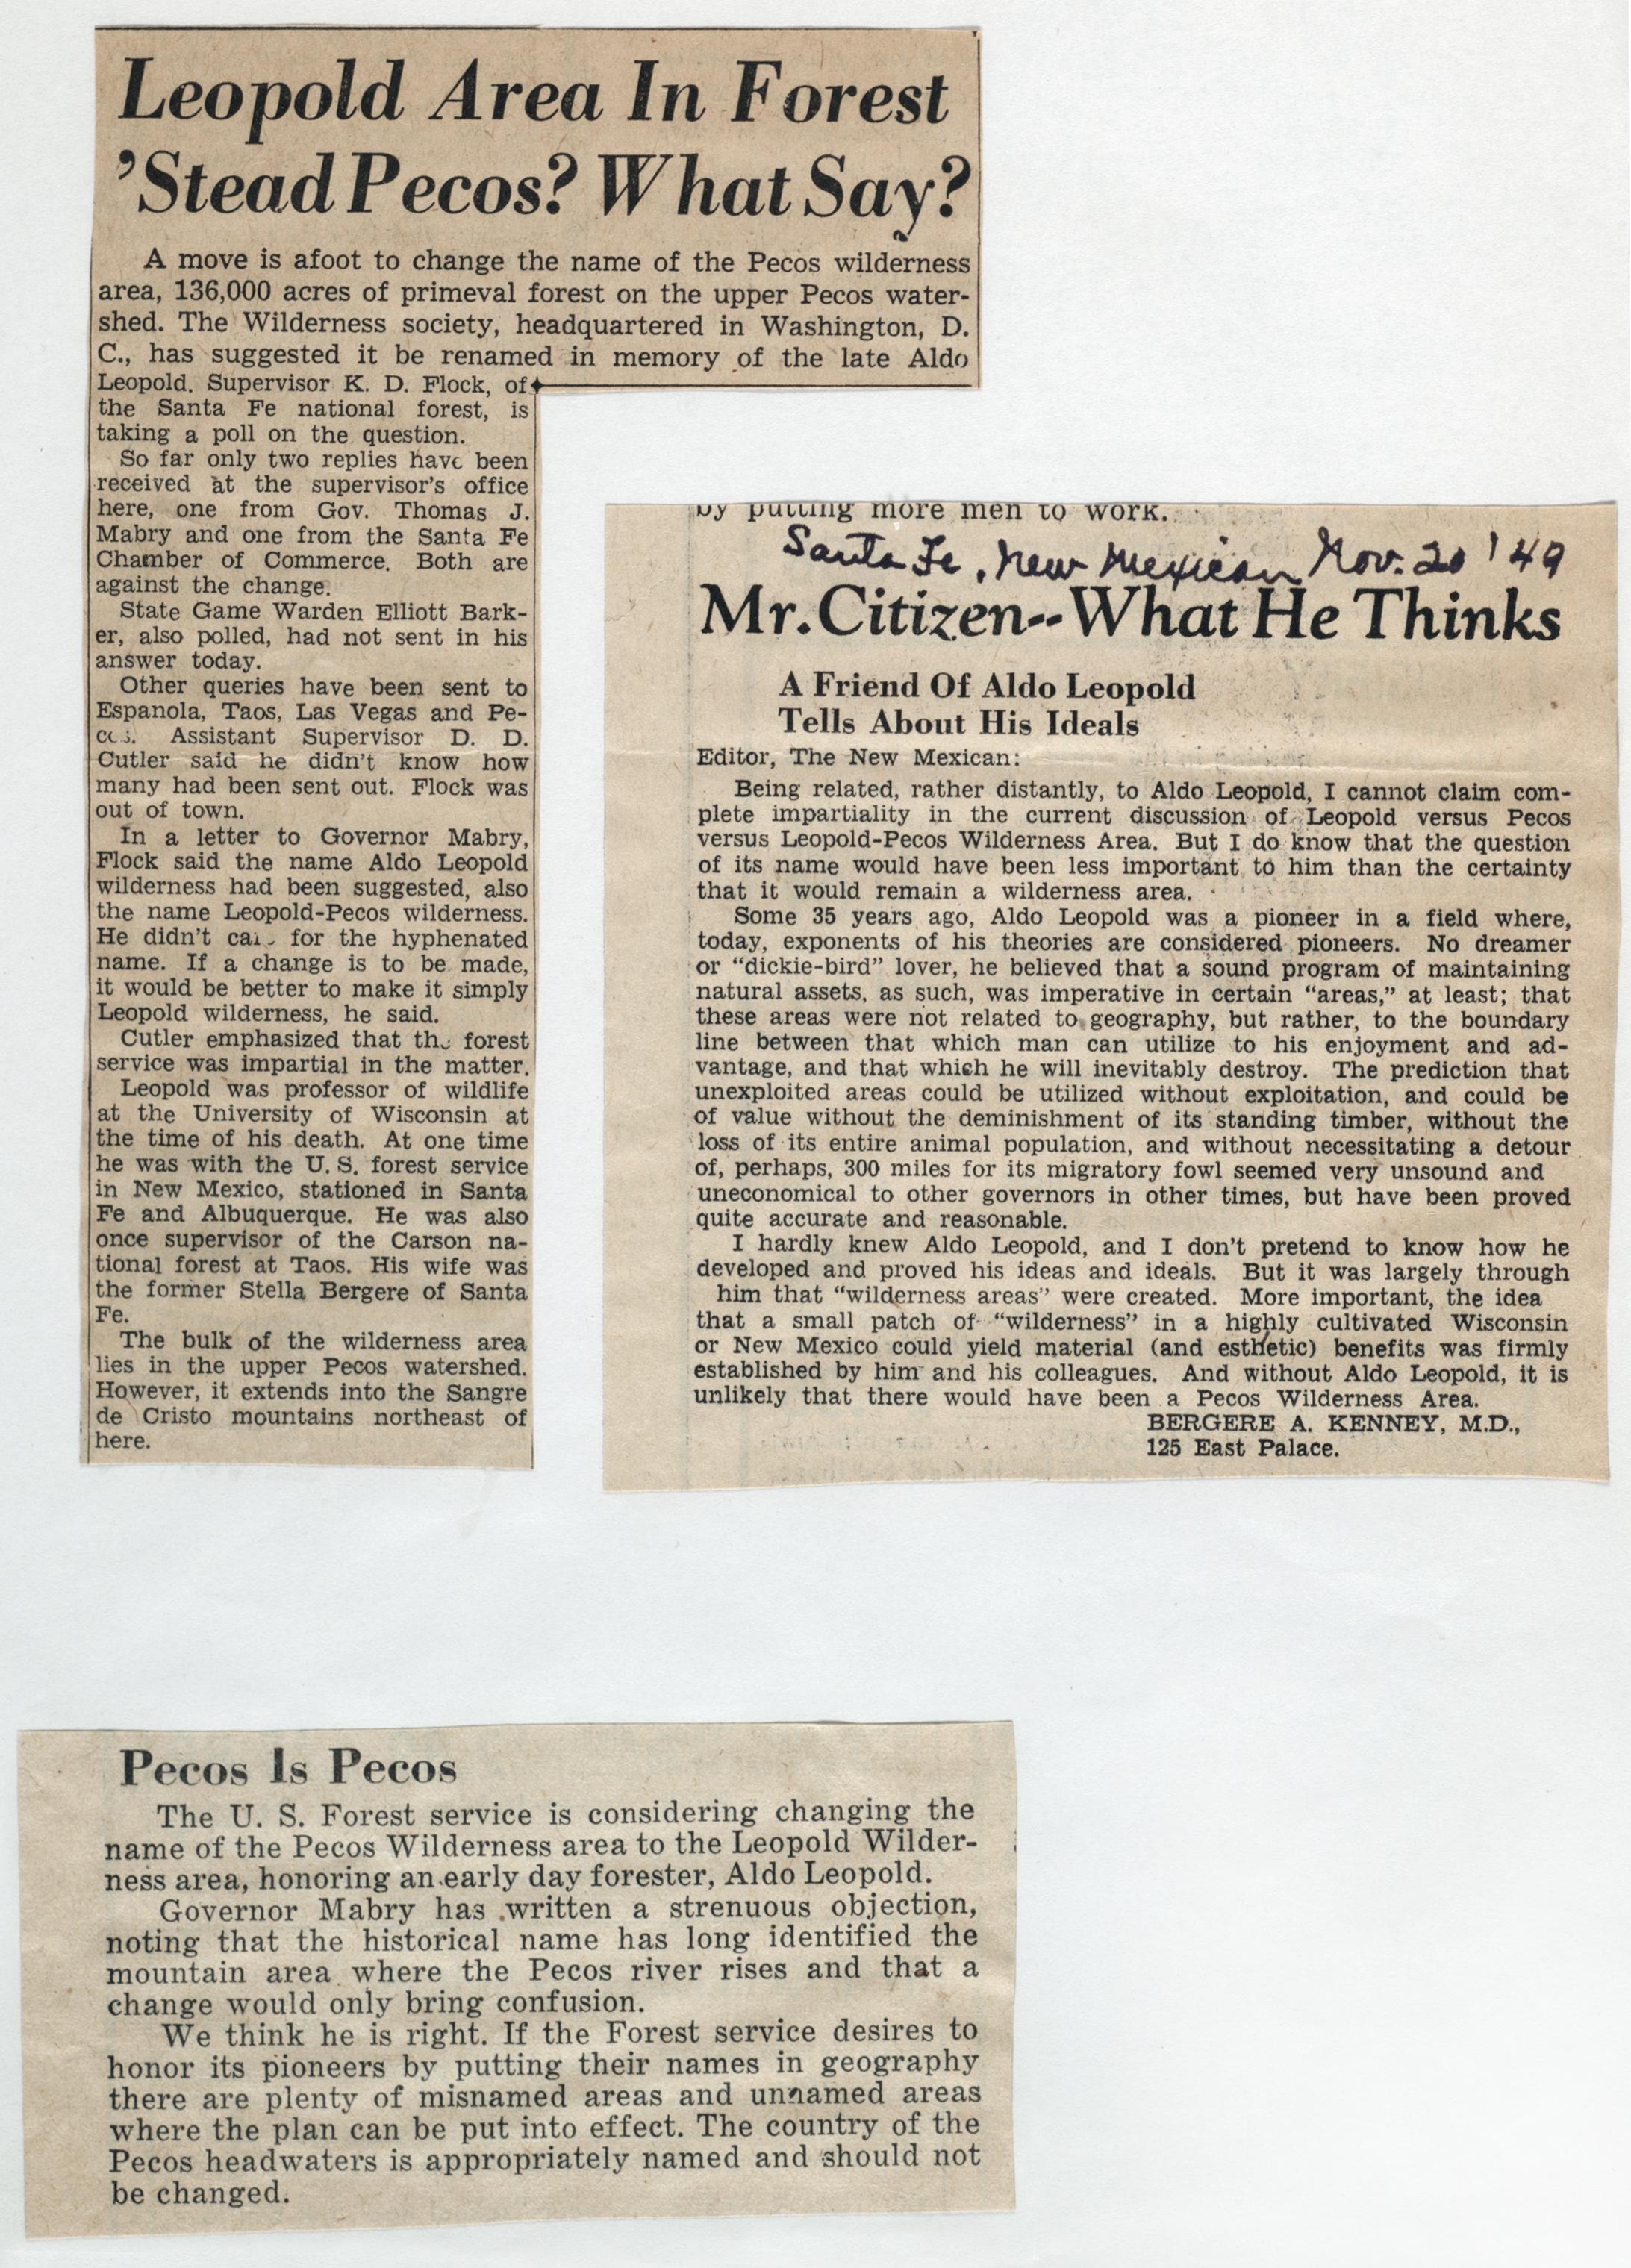 Leopold Area In Forest
'Stead Pecos? What Say?
A move is afoot to change the name of the Pecos wilderness
area, 136,000 acres of primeval forest on the upper Pecos water-
shed. The Wilderness society, headquartered in Washington, D.
C., has suggested it be renamed in memory of the late Aldo
Leopold. Supervisor K. D. Flock, of
the Santa Fe national forest, is
taking a poll on the question.
So far only two replies have been
received at the supervisor's office
here, one from Gov. Thomas J.
Mabry and one from the Santa Fe
Chamber of Commerce. Both are
against the change.
State Game Warden Elliott Bark-
er, also polled, had not sent in his
answer today.
Other queries have been sent to
Espanola, Taos, Las Vegas and Pe-
cos. Assistant Supervisor D. D.
Cutler said he didn't know how
many had been sent out. Flock was
out of town.
In a letter to Governor Mabry,
Flock said the name Aldo Leopold
wilderness had been suggested, also
the name Leopold-Pecos wilderness.
He didn't care for the hyphenated
name. If a change is to be made,
it would be better to make it simply
Leopold wilderness, he said.
Cutler emphasized that the forest
service was impartial in the matter.
Leopold was professor of wildlife
at the University of Wisconsin at
the time of his death. At one time
he was with the U. S. forest service
in New Mexico, stationed in Santa
Fe and Albuquerque. He was also
once supervisor of the Carson na-
tional forest at Taos. His wife was
the former Stella Bergere of Santa
Fe.
The bulk of the wilderness area
lies in the upper Pecos watershed.
However, it extends into the Sangre
de Cristo mountains northeast of
here.
by putting more men to work.
Santa Fe, New Mexican Nov. 20 '49
Mr. Citizen--What He Thinks
A Friend Of Aldo Leopold
Tells About His Ideals
Editor, The New Mexican:
Being related, rather distantly, to Aldo Leopold, I cannot claim com-
plete impartiality in the current discussion of Leopold versus Pecos
versus Leopold-Pecos Wilderness Area. But I do know that the question
of its name would have been less important to him than the certainty
that it would remain a wilderness area.
Some 35 years ago, Aldo Leopold was a pioneer in a field where,
today, exponents of his theories are considered pioneers. No dreamer
or "dickie-bird" lover, he believed that a sound program of maintaining
natural assets, as such, was imperative in certain "areas," at least; that
these areas were not related to geography, but rather, to the boundary
line between that which man can utilize to his enjoyment and ad-
vantage, and that which he will inevitably destroy. The prediction that
unexploited areas could be utilized without exploitation, and could be
of value without the deminishment of its standing timber, without the
loss of its entire animal population, and without necessitating a detour
of, perhaps, 300 miles for its migratory fowl seemed very unsound and
uneconomical to other governors in other times, but have been proved
quite accurate and reasonable.
I hardly knew Aldo Leopold, and I don't pretend to know how he
developed and proved his ideas and ideals. But it was largely through
him that "wilderness areas" were created. More important, the idea
that a small patch of "wilderness" in a highly cultivated Wisconsin
or New Mexico could yield material (and esthetic) benefits was firmly
established by him and his colleagues. And without Aldo Leopold, it is
unlikely that there would have been a Pecos Wilderness Area.
BERGERE A. KENNEY, M.D.,
125 East Palace.
Pecos Is Pecos
The U. S. Forest service is considering changing the
name of the Pecos Wilderness area to the Leopold Wilder-
ness area, honoring an early day forester, Aldo Leopold.
Governor Mabry has written a strenuous objection,
noting that the historical name has long identified the
mountain area where the Pecos river rises and that a
change would only bring confusion.
We think he is right. If the Forest service desires to
honor its pioneers by putting their names in geography
there are plenty of misnamed areas and unnamed areas
where the plan can be put into effect. The country of the
Pecos headwaters is appropriately named and should not
be changed.